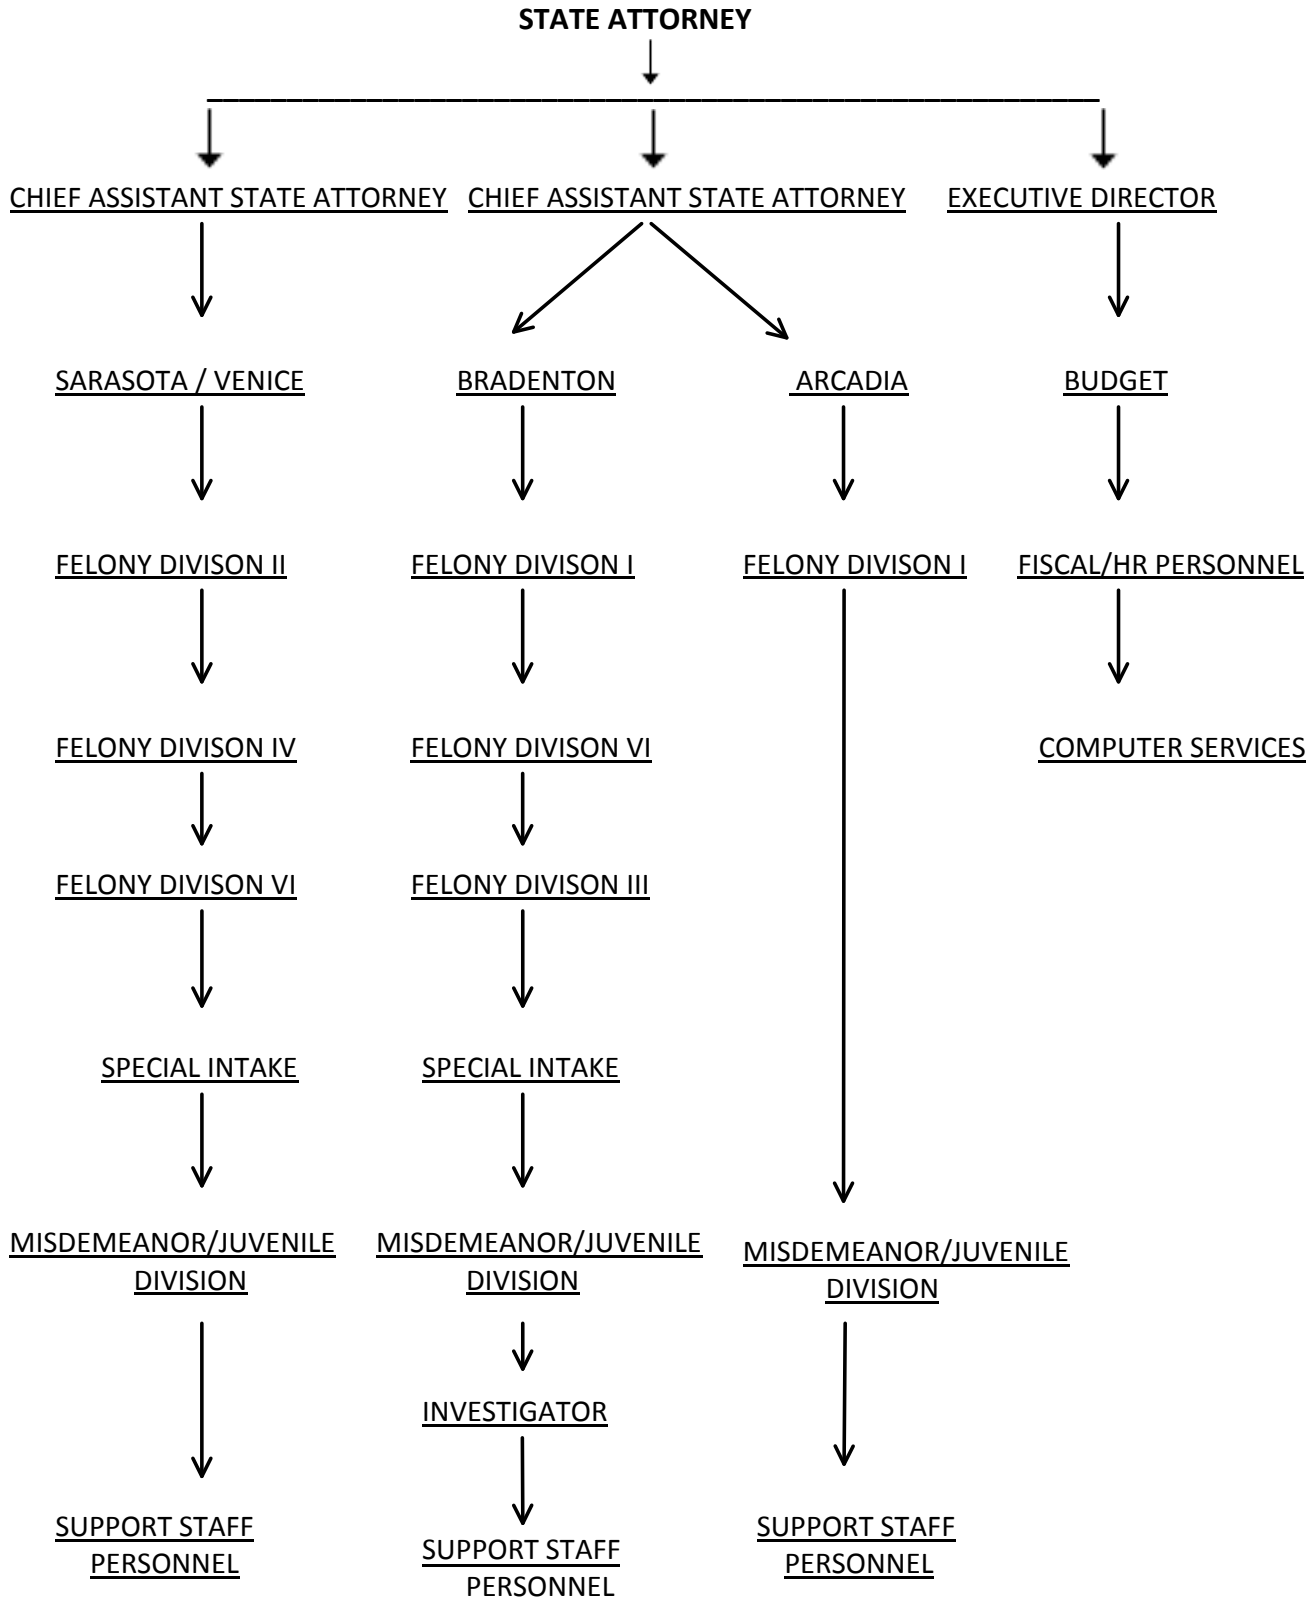 STATE ATTORNEY
CHIEF ASSISTANT STATE ATTORNEY CHIEF ASSISTANT STATE ATTORNEY EXECUTIVE DIRECTOR
SARASOTA / VENICE BRADENTON ARCADIA BUDGET
FELONY DIVISON II FELONY DIVISON I FELONY DIVISON I FISCAL/HR PERSONNEL
FELONY DIVISON IV FELONY DIVISON VI COMPUTER SERVICES
FELONY DIVISON VI FELONY DIVISON III
SPECIAL INTAKE SPECIAL INTAKE
MISDEMEANOR/JUVENILE MISDEMEANOR/JUVENILE MISDEMEANOR/JUVENILE
DIVISION DIVISION DIVISION
INVESTIGATOR
SUPPORT STAFF SUPPORT STAFF SUPPORT STAFF
PERSONNEL PERSONNEL PERSONNEL